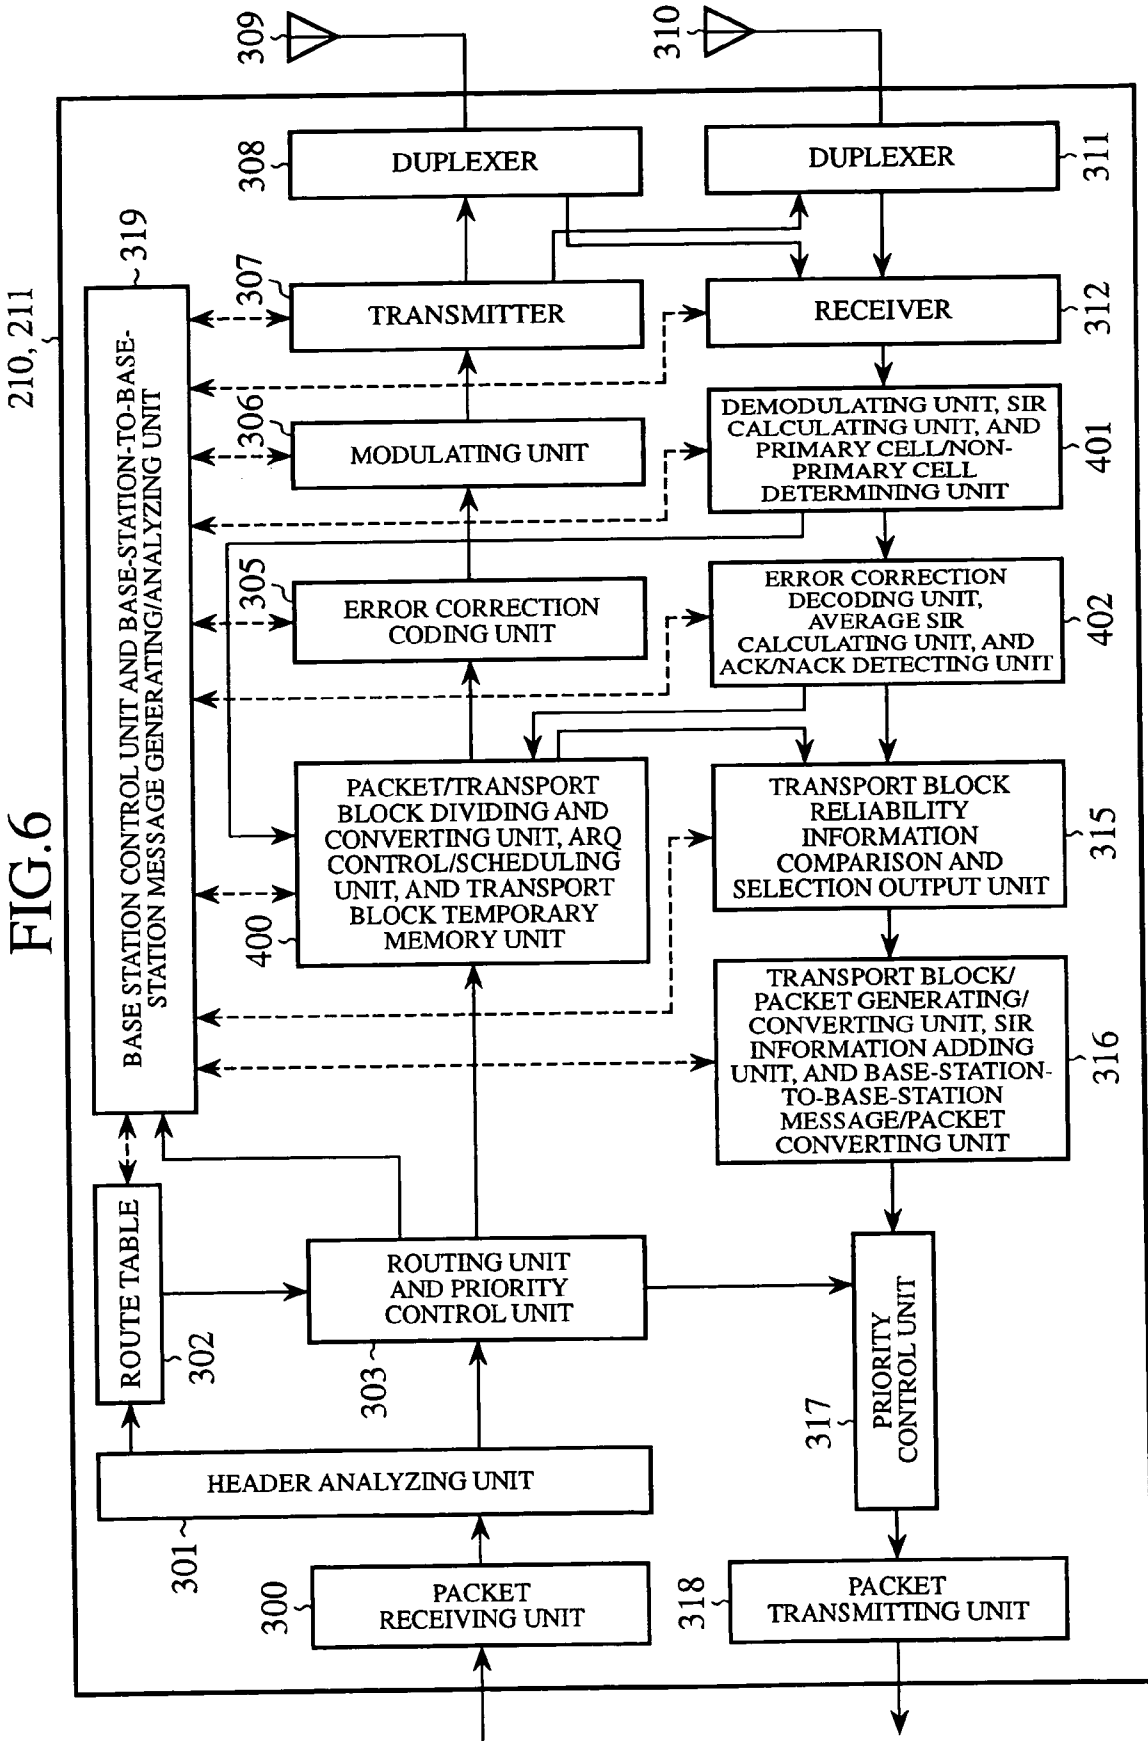 FIG.6
210, 211
BASE STATION CONTROL UNIT AND BASE-STATION-TO-BASE-
STATION MESSAGE GENERATING/ANALYZING UNIT
319
309
310
DUPLEXER
308
DUPLEXER
311
307
TRANSMITTER
RECEIVER
312
306
MODULATING UNIT
DEMODULATING UNIT, SIR
CALCULATING UNIT, AND
PRIMARY CELL/NON-
PRIMARY CELL
DETERMINING UNIT
401
305
ERROR CORRECTION
CODING UNIT
ERROR CORRECTION
DECODING UNIT,
AVERAGE SIR
CALCULATING UNIT, AND
ACK/NACK DETECTING UNIT
402
PACKET/TRANSPORT
BLOCK DIVIDING AND
CONVERTING UNIT, ARQ
CONTROL/SCHEDULING
UNIT, AND TRANSPORT
BLOCK TEMPORARY
MEMORY UNIT
400
TRANSPORT BLOCK
RELIABILITY
INFORMATION
COMPARISON AND
SELECTION OUTPUT UNIT
315
TRANSPORT BLOCK/
PACKET GENERATING/
CONVERTING UNIT, SIR
INFORMATION ADDING
UNIT, AND BASE-STATION-
TO-BASE-STATION
MESSAGE/PACKET
CONVERTING UNIT
316
ROUTE TABLE
302
ROUTING UNIT
AND PRIORITY
CONTROL UNIT
303
PRIORITY
CONTROL UNIT
317
HEADER ANALYZING UNIT
301
PACKET
RECEIVING UNIT
300
PACKET
TRANSMITTING UNIT
318